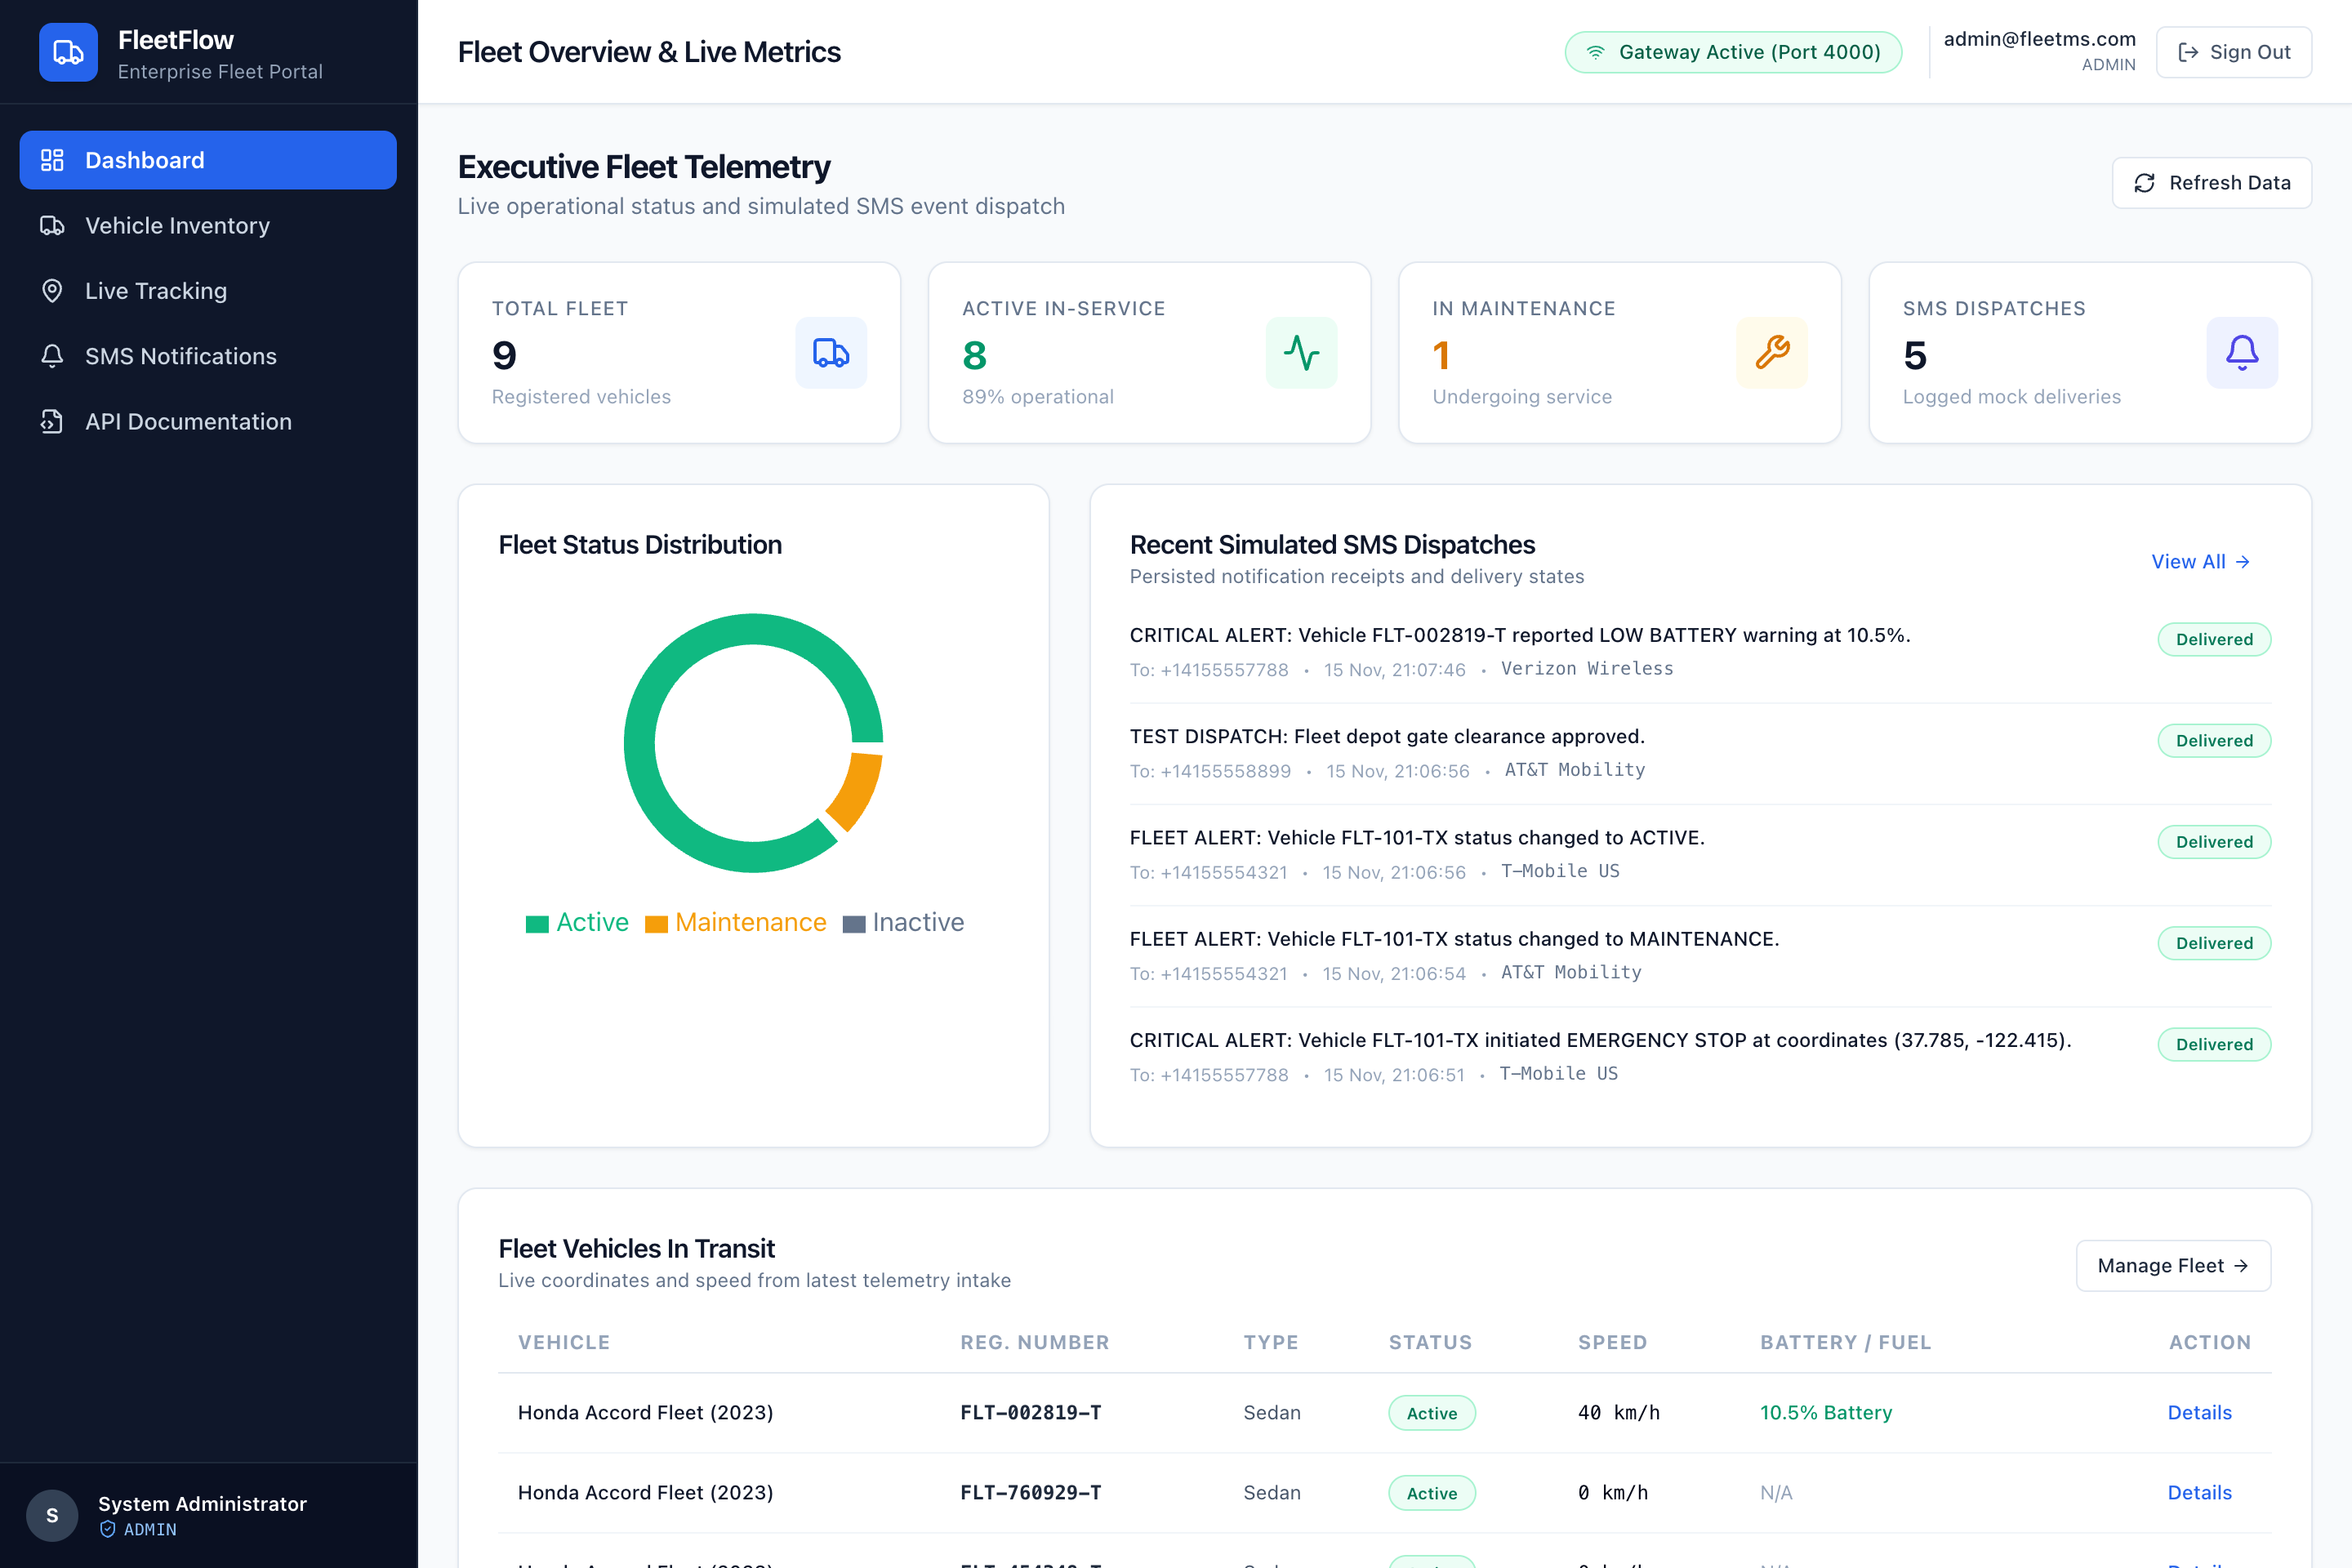 FleetFlow
Enterprise Fleet Portal
Dashboard
Vehicle Inventory
Live Tracking
SMS Notifications
API Documentation
S
System Administrator
ADMIN
Fleet Overview & Live Metrics
Gateway Active (Port 4000)
admin@fleetms.com
ADMIN
Sign Out
Executive Fleet Telemetry
Live operational status and simulated SMS event dispatch
Refresh Data
TOTAL FLEET
9
Registered vehicles
ACTIVE IN-SERVICE
8
89% operational
IN MAINTENANCE
1
Undergoing service
SMS DISPATCHES
5
Logged mock deliveries
Fleet Status Distribution
Active Maintenance Inactive
Recent Simulated SMS Dispatches
Persisted notification receipts and delivery states
View All →
CRITICAL ALERT: Vehicle FLT-002819-T reported LOW BATTERY warning at 10.5%.
Delivered
To: +14155557788 • 15 Nov, 21:07:46 • Verizon Wireless
TEST DISPATCH: Fleet depot gate clearance approved.
Delivered
To: +14155558899 • 15 Nov, 21:06:56 • AT&T Mobility
FLEET ALERT: Vehicle FLT-101-TX status changed to ACTIVE.
Delivered
To: +14155554321 • 15 Nov, 21:06:56 • T-Mobile US
FLEET ALERT: Vehicle FLT-101-TX status changed to MAINTENANCE.
Delivered
To: +14155554321 • 15 Nov, 21:06:54 • AT&T Mobility
CRITICAL ALERT: Vehicle FLT-101-TX initiated EMERGENCY STOP at coordinates (37.785, -122.415).
Delivered
To: +14155557788 • 15 Nov, 21:06:51 • T-Mobile US
Fleet Vehicles In Transit
Live coordinates and speed from latest telemetry intake
Manage Fleet →
VEHICLE REG. NUMBER TYPE STATUS SPEED BATTERY / FUEL ACTION
Honda Accord Fleet (2023) FLT-002819-T Sedan Active 40 km/h 10.5% Battery Details
Honda Accord Fleet (2023) FLT-760929-T Sedan Active 0 km/h N/A Details